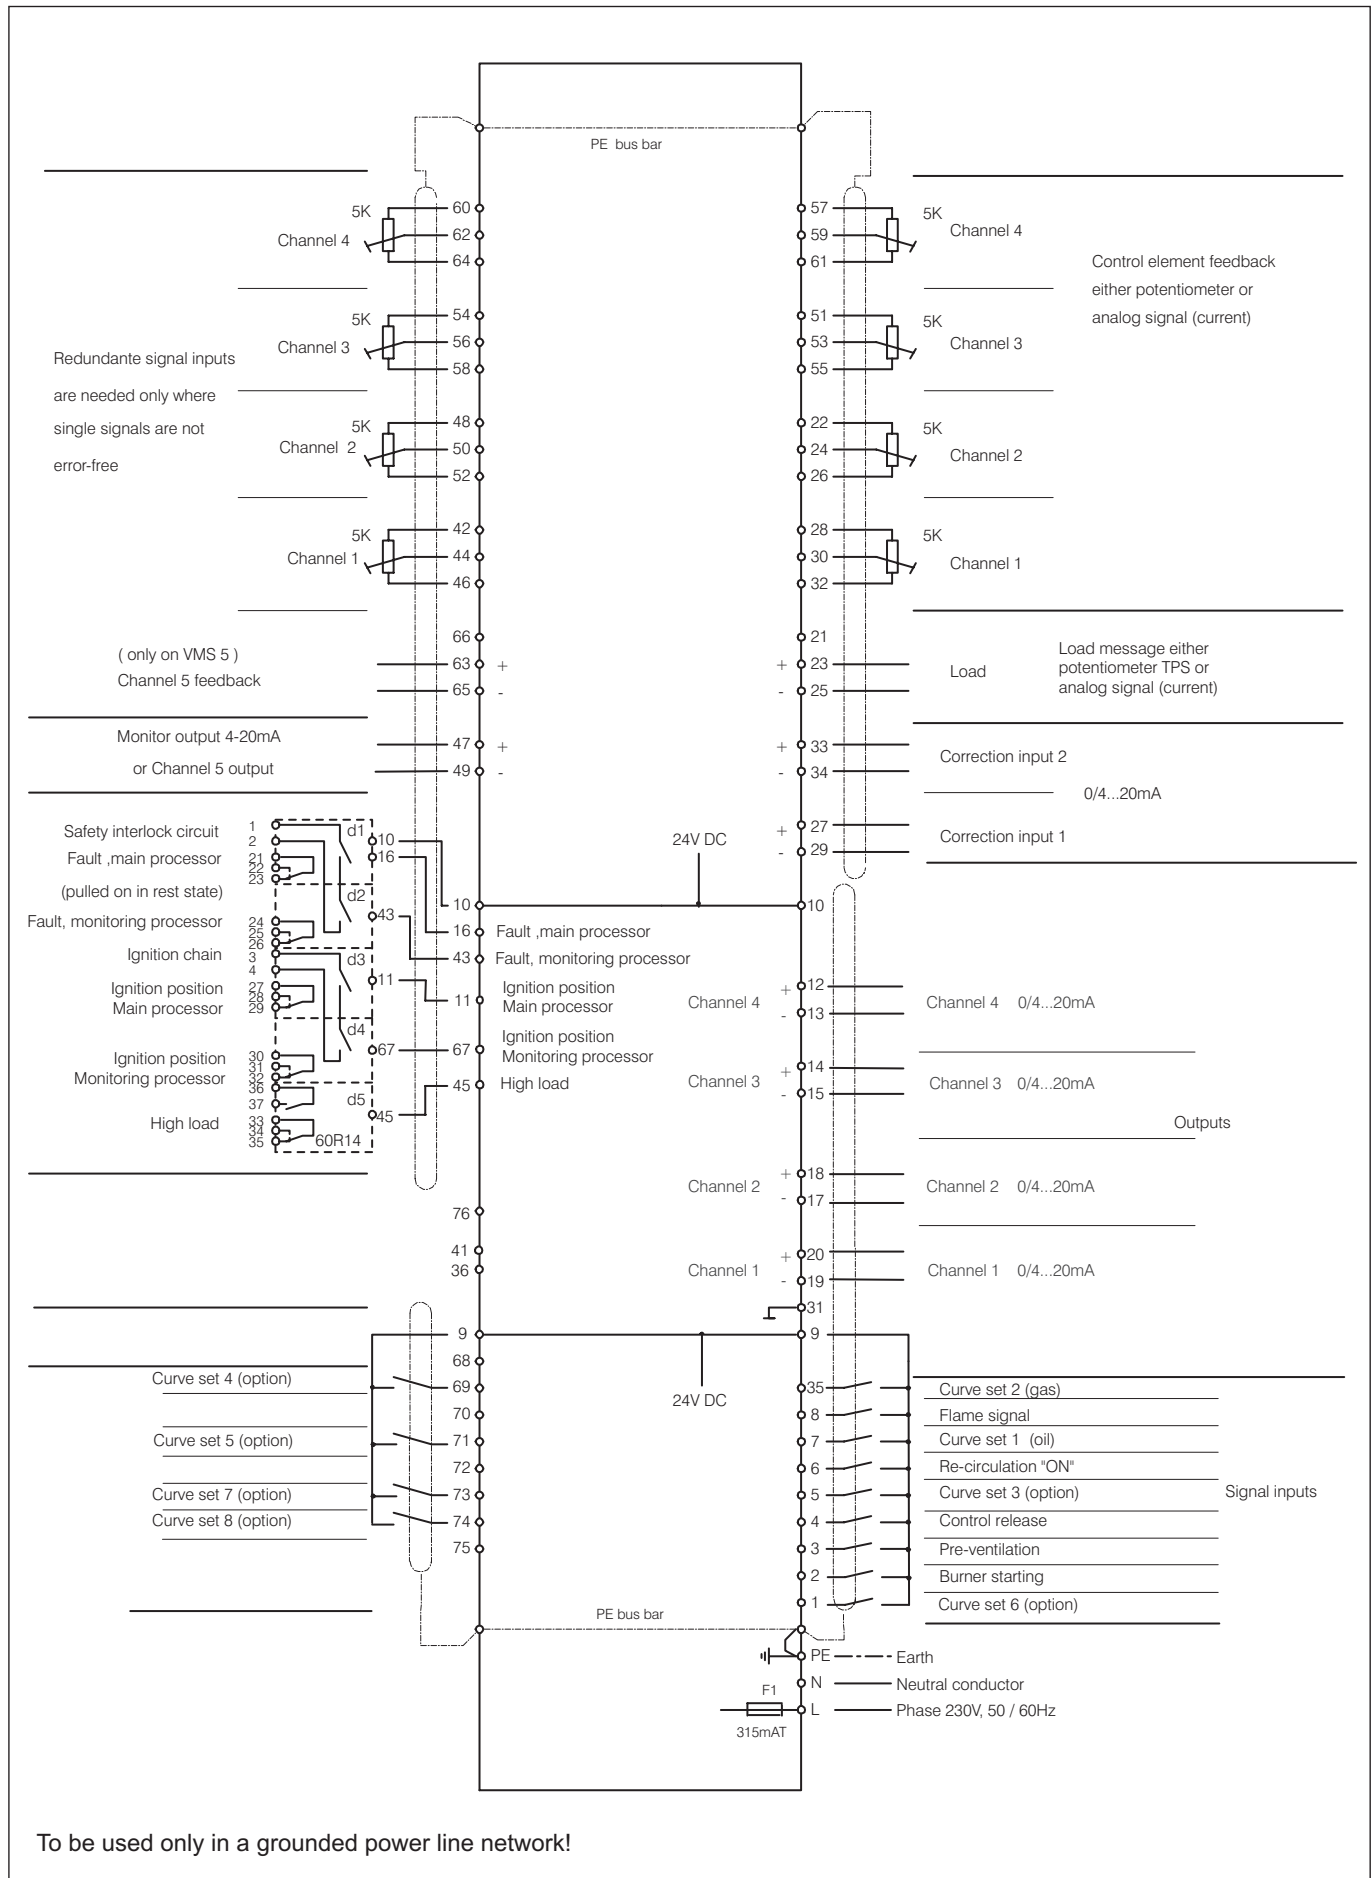 PE bus bar
5K
Channel 4
60
62
64
5K
Channel 3
54
56
58
Redundante signal inputs
are needed only where
single signals are not
error-free
5K
Channel 2
48
50
52
5K
Channel 1
42
44
46
66
( only on VMS 5 )
Channel 5 feedback
63 +
65 -
Monitor output 4-20mA
or Channel 5 output
47 +
49 -
57
59
61
5K
Channel 4
Control element feedback
either potentiometer or
analog signal (current)
51
53
55
5K
Channel 3
22
24
26
5K
Channel 2
28
30
32
5K
Channel 1
21
+ 23
- 25
Load
Load message either
potentiometer TPS or
analog signal (current)
+ 33
- 34
Correction input 2
0/4...20mA
+ 27
- 29
Correction input 1
24V DC
Safety interlock circuit
1
2
Fault ,main processor
21
22
23
(pulled on in rest state)
Fault, monitoring processor
24
25
26
Ignition chain
3
4
Ignition position
Main processor
27
28
29
Ignition position
Monitoring processor
30
31
32
36
37
High load
33
34
35
d1
d2
d3
d4
d5
60R14
10
16
43
11
67
45
10
16 Fault ,main processor
43 Fault, monitoring processor
11 Ignition position
Main processor
67 Ignition position
Monitoring processor
45 High load
76
41
36
10
Channel 4
+ 12
- 13
Channel 4 0/4...20mA
Channel 3
+ 14
- 15
Channel 3 0/4...20mA
Outputs
Channel 2
+ 18
- 17
Channel 2 0/4...20mA
Channel 1
+ 20
- 19
Channel 1 0/4...20mA
31
9
24V DC
9
68
Curve set 4 (option)
69
70
Curve set 5 (option)
71
72
Curve set 7 (option)
73
Curve set 8 (option)
74
75
35 Curve set 2 (gas)
8 Flame signal
7 Curve set 1 (oil)
6 Re-circulation "ON"
5 Curve set 3 (option)
Signal inputs
4 Control release
3 Pre-ventilation
2 Burner starting
1 Curve set 6 (option)
PE bus bar
PE Earth
N Neutral conductor
F1
L Phase 230V, 50 / 60Hz
315mAT
To be used only in a grounded power line network!